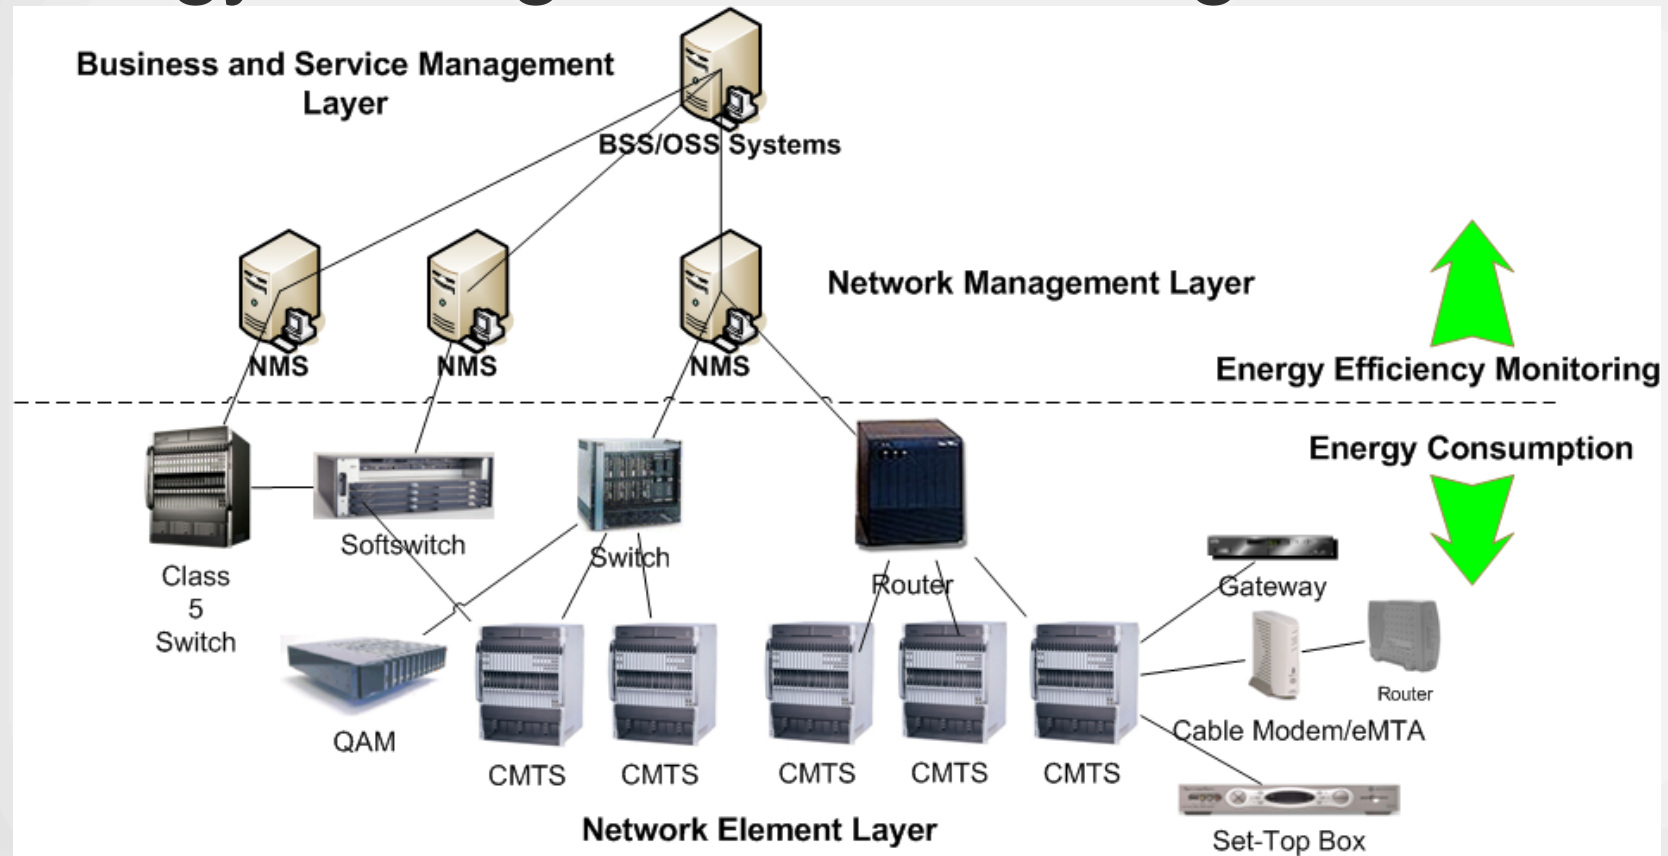 Business and Service Management
Layer
BSS/OSS Systems
Network Management Layer
NMS
NMS
NMS
Energy Efficiency Monitoring
Energy Consumption
Class
5
Switch
Softswitch
Switch
Router
Gateway
Router
Cable Modem/eMTA
QAM
CMTS
CMTS
CMTS
CMTS
CMTS
Set-Top Box
Network Element Layer